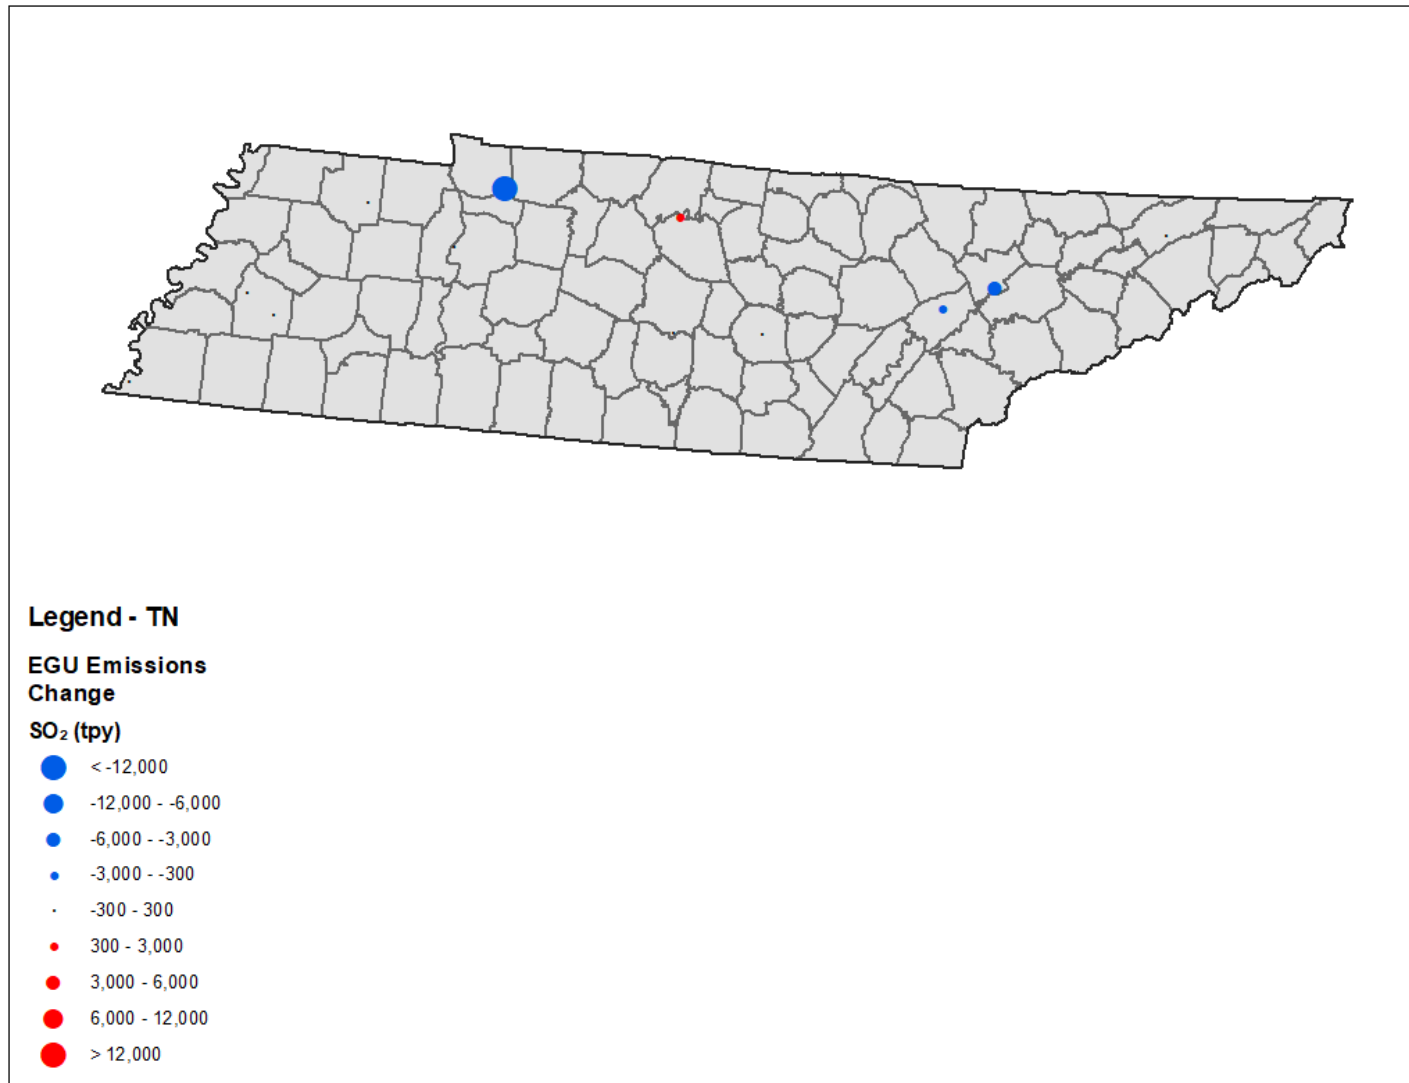 Legend - TN
EGU Emissions
Change
SO₂ (tpy)
< -12,000
-12,000 - -6,000
-6,000 - -3,000
-3,000 - -300
-300 - 300
300 - 3,000
3,000 - 6,000
6,000 - 12,000
> 12,000